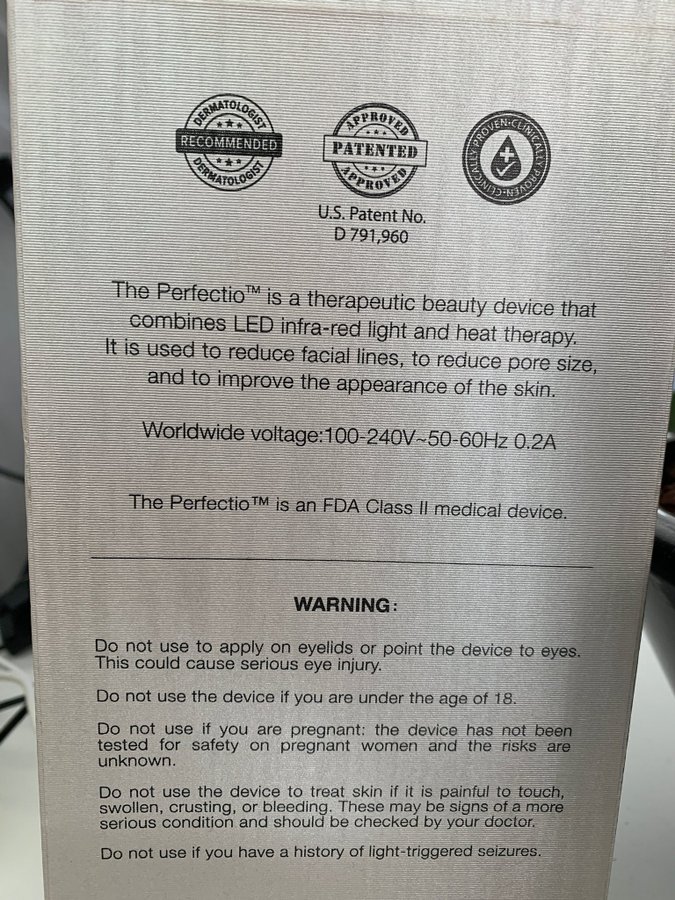 DERMATOLOGIST
RECOMMENDED
DERMATOLOGIST
APPROVED
PATENTED
APPROVED
PROVEN•CLINICALLY PROVEN•CLINICALLY
U.S. Patent No.
D 791,960
The Perfectio™ is a therapeutic beauty device that
combines LED infra-red light and heat therapy.
It is used to reduce facial lines, to reduce pore size,
and to improve the appearance of the skin.
Worldwide voltage:100-240V~50-60Hz 0.2A
The Perfectio™ is an FDA Class II medical device.
WARNING:
Do not use to apply on eyelids or point the device to eyes.
This could cause serious eye injury.
Do not use the device if you are under the age of 18.
Do not use if you are pregnant: the device has not been
tested for safety on pregnant women and the risks are
unknown.
Do not use the device to treat skin if it is painful to touch,
swollen, crusting, or bleeding. These may be signs of a more
serious condition and should be checked by your doctor.
Do not use if you have a history of light-triggered seizures.